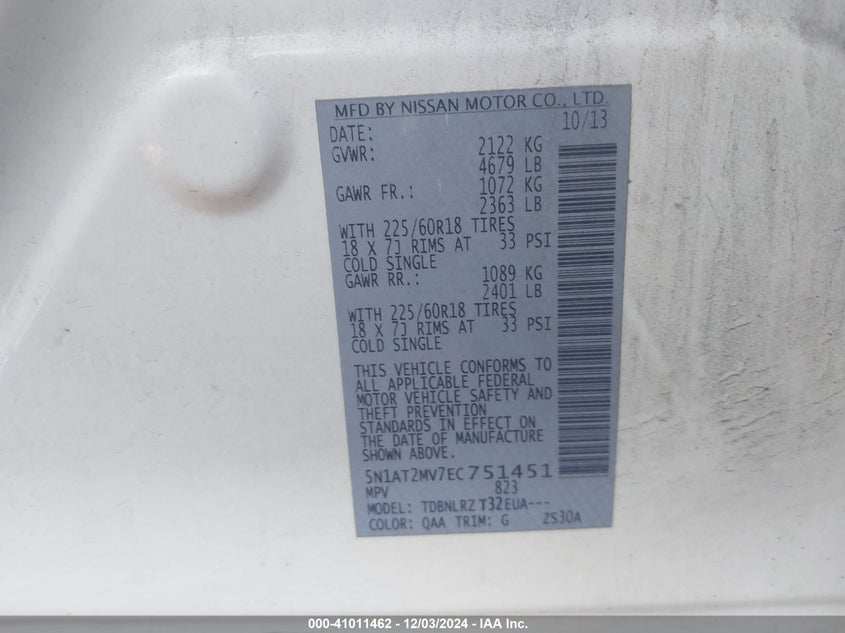 MFD BY NISSAN MOTOR CO., LTD.
DATE: 10/13
GVWR: 2122 KG
4679 LB
GAWR FR.: 1072 KG
2363 LB
WITH 225/60R18 TIRES
18 X 7J RIMS AT 33 PSI
COLD SINGLE
GAWR RR.: 1089 KG
2401 LB
WITH 225/60R18 TIRES
18 X 7J RIMS AT 33 PSI
COLD SINGLE
THIS VEHICLE CONFORMS TO
ALL APPLICABLE FEDERAL
MOTOR VEHICLE SAFETY AND
THEFT PREVENTION
STANDARDS IN EFFECT ON
THE DATE OF MANUFACTURE
SHOWN ABOVE.
5N1AT2MV7EC751451
MPV 823
MODEL: TDBNLRZ T32EUA---
COLOR: QAA TRIM: G ZS30A
000-41011462 - 12/03/2024 - IAA Inc.